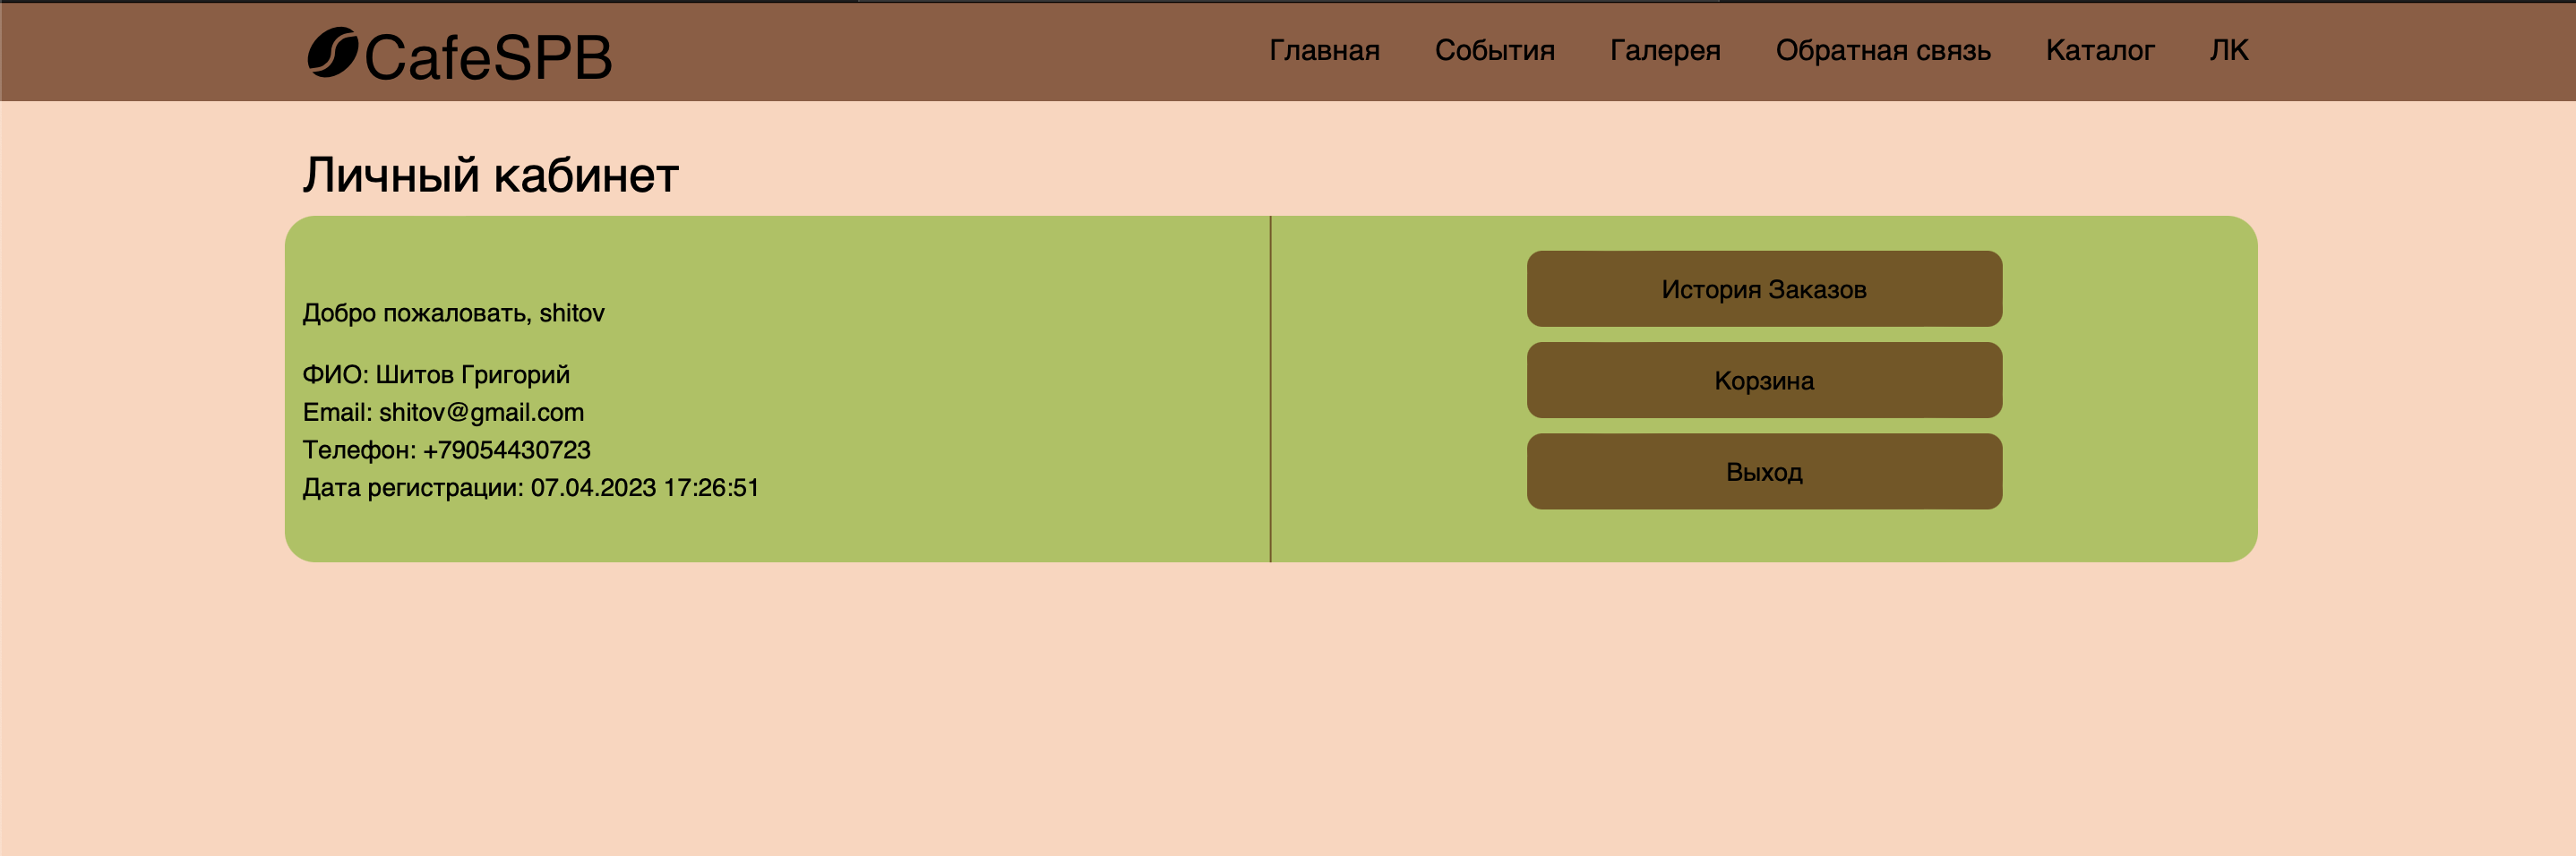 CafeSPB
Главная События Галерея Обратная связь Каталог ЛК
Личный кабинет
Добро пожаловать, shitov
ФИО: Шитов Григорий
Email: shitov@gmail.com
Телефон: +79054430723
Дата регистрации: 07.04.2023 17:26:51
История Заказов
Корзина
Выход